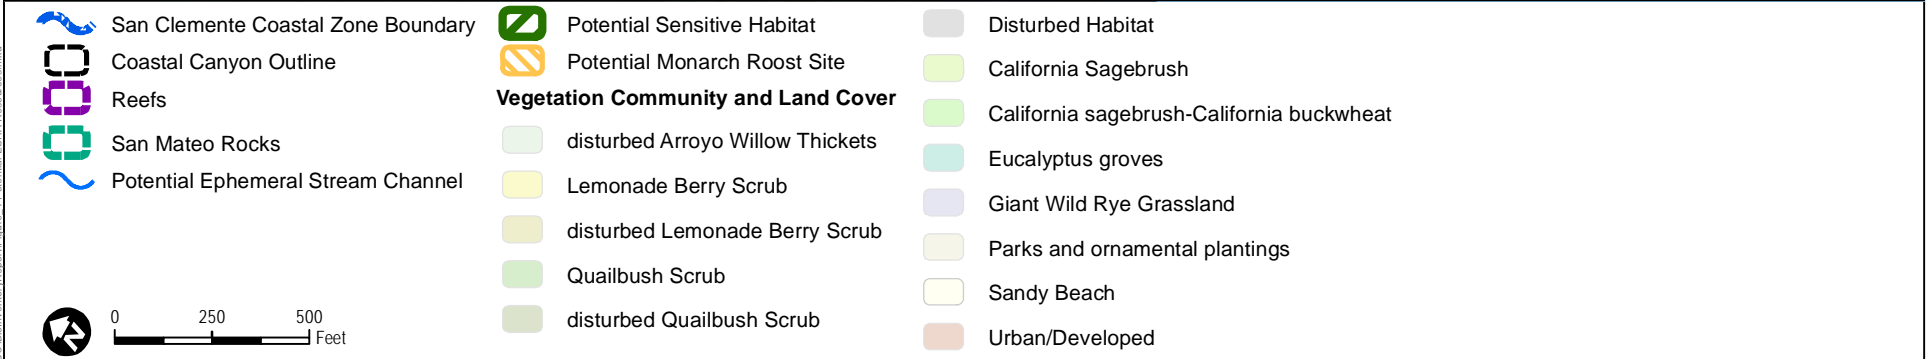 San Clemente Coastal Zone Boundary
Coastal Canyon Outline
Reefs
San Mateo Rocks
Potential Ephemeral Stream Channel
0 250 500
Feet
Potential Sensitive Habitat
Potential Monarch Roost Site
Vegetation Community and Land Cover
disturbed Arroyo Willow Thickets
Lemonade Berry Scrub
disturbed Lemonade Berry Scrub
Quailbush Scrub
disturbed Quailbush Scrub
Disturbed Habitat
California Sagebrush
California sagebrush-California buckwheat
Eucalyptus groves
Giant Wild Rye Grassland
Parks and ornamental plantings
Sandy Beach
Urban/Developed